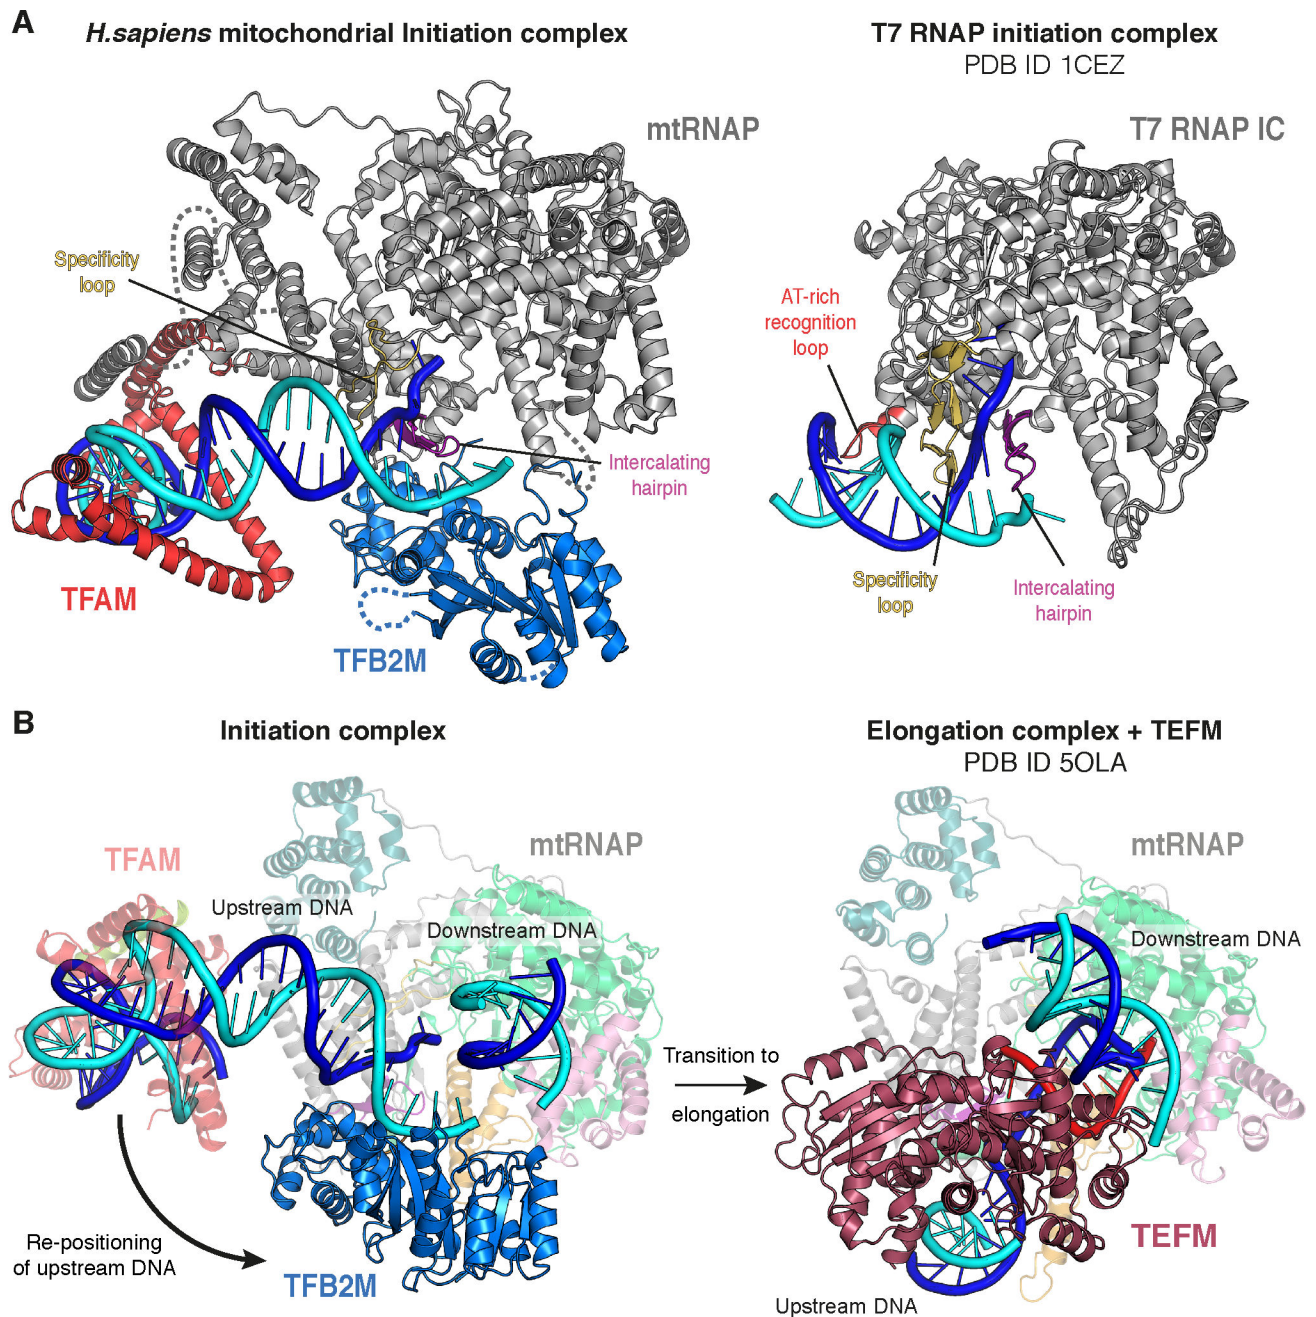 A
H.sapiens mitochondrial Initiation complex
T7 RNAP initiation complex
PDB ID 1CEZ
mtRNAP
T7 RNAP IC
Specificity
loop
AT-rich
recognition
loop
Intercalating
hairpin
TFAM
TFB2M
Specificity
loop
Intercalating
hairpin
B
Initiation complex
Elongation complex + TEFM
PDB ID 5OLA
TFAM
mtRNAP
Upstream DNA
Downstream DNA
mtRNAP
Downstream DNA
Transition to
elongation
Re-positioning
of upstream DNA
TFB2M
TEFM
Upstream DNA